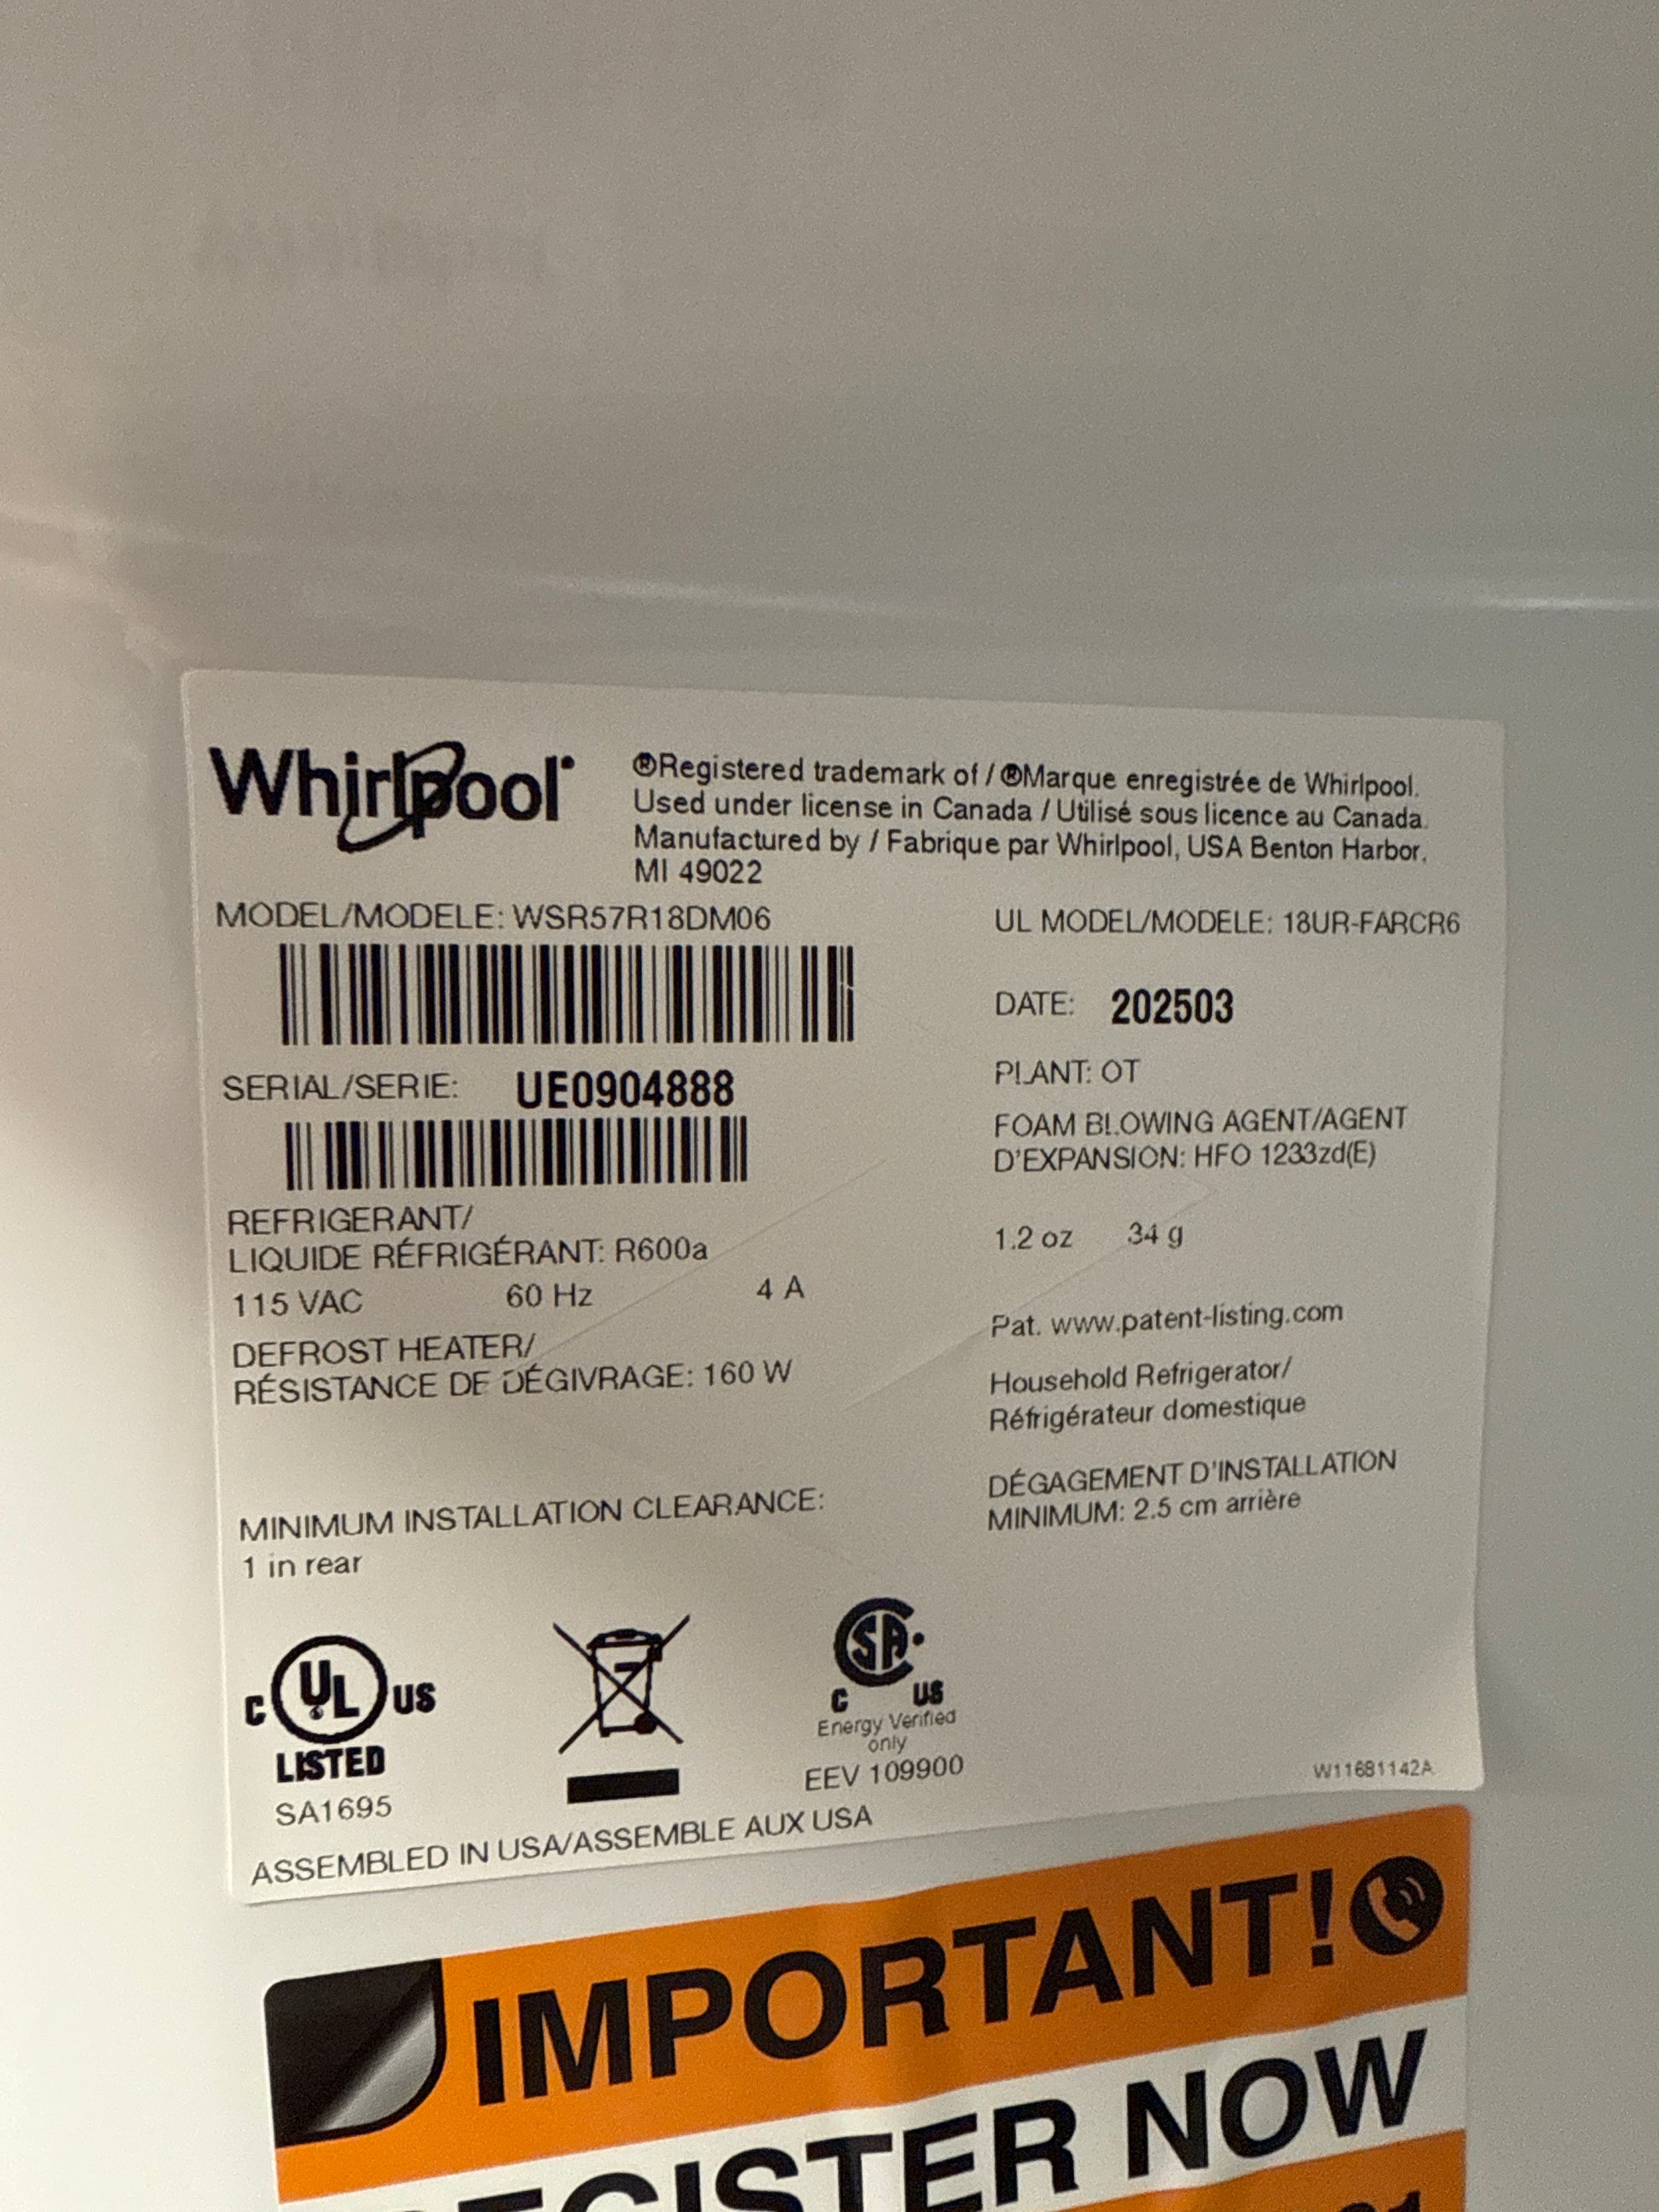 Whirlpool
®Registered trademark of / ®Marque enregistrée de Whirlpool.
Used under license in Canada / Utilisé sous licence au Canada.
Manufactured by / Fabrique par Whirlpool, USA Benton Harbor,
MI 49022
MODEL/MODELE: WSR57R18DM06
UL MODEL/MODELE: 18UR-FARCR6
DATE: 202503
SERIAL/SERIE: UE0904888
PLANT: OT
FOAM BLOWING AGENT/AGENT
D'EXPANSION: HFO 1233zd(E)
REFRIGERANT/
LIQUIDE RÉFRIGÉRANT: R600a
1.2 oz 34 g
115 VAC 60 Hz 4 A
Pat. www.patent-listing.com
DEFROST HEATER/
RÉSISTANCE DE DÉGIVRAGE: 160 W
Household Refrigerator/
Réfrigérateur domestique
MINIMUM INSTALLATION CLEARANCE:
1 in rear
DÉGAGEMENT D'INSTALLATION
MINIMUM: 2.5 cm arrière
C UL US
LISTED
SA1695
CSA
C US
Energy Verified
only
EEV 109900
W11681142A
ASSEMBLED IN USA/ASSEMBLE AUX USA
IMPORTANT!
REGISTER NOW